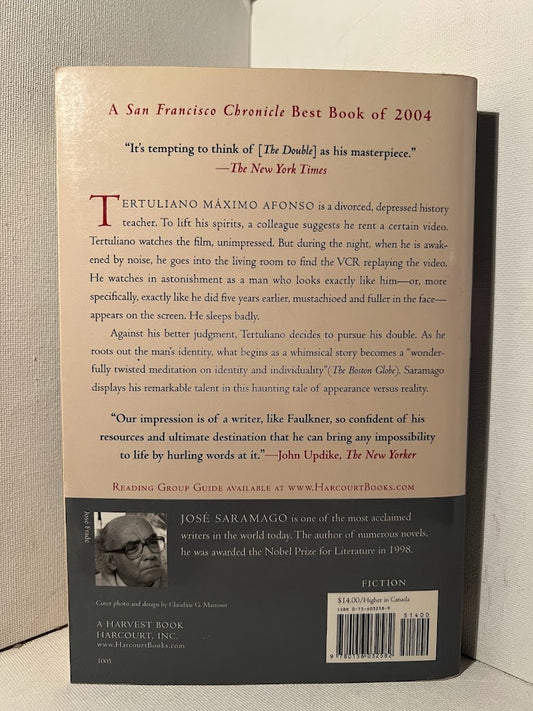 A San Francisco Chronicle Best Book of 2004
“It’s tempting to think of [The Double] as his masterpiece.”
—The New York Times
TERTULIANO MÁXIMO AFONSO is a divorced, depressed history
teacher. To lift his spirits, a colleague suggests he rent a certain video.
Tertuliano watches the film, unimpressed. But during the night, when he is awak-
ened by noise, he goes into the living room to find the VCR replaying the video.
He watches in astonishment as a man who looks exactly like him—or, more
specifically, exactly like he did five years earlier, mustachioed and fuller in the face—
appears on the screen. He sleeps badly.
Against his better judgment, Tertuliano decides to pursue his double. As he
roots out the man’s identity, what begins as a whimsical story becomes a “wonder-
fully twisted meditation on identity and individuality” (The Boston Globe). Saramago
displays his remarkable talent in this haunting tale of appearance versus reality.
“Our impression is of a writer, like Faulkner, so confident of his
resources and ultimate destination that he can bring any impossibility
to life by hurling words at it.”—John Updike, The New Yorker
READING GROUP GUIDE AVAILABLE AT WWW.HARCOURTBOOKS.COM
José Frade
JOSÉ SARAMAGO is one of the most acclaimed
writers in the world today. The author of numerous novels,
he was awarded the Nobel Prize for Literature in 1998.
FICTION
Cover photo and design by Claudine G. Mansour
$14.00/Higher in Canada
ISBN 0-15-603258-9
51400
9 780156 032582
A HARVEST BOOK
HARCOURT, INC.
www.HarcourtBooks.com
1005